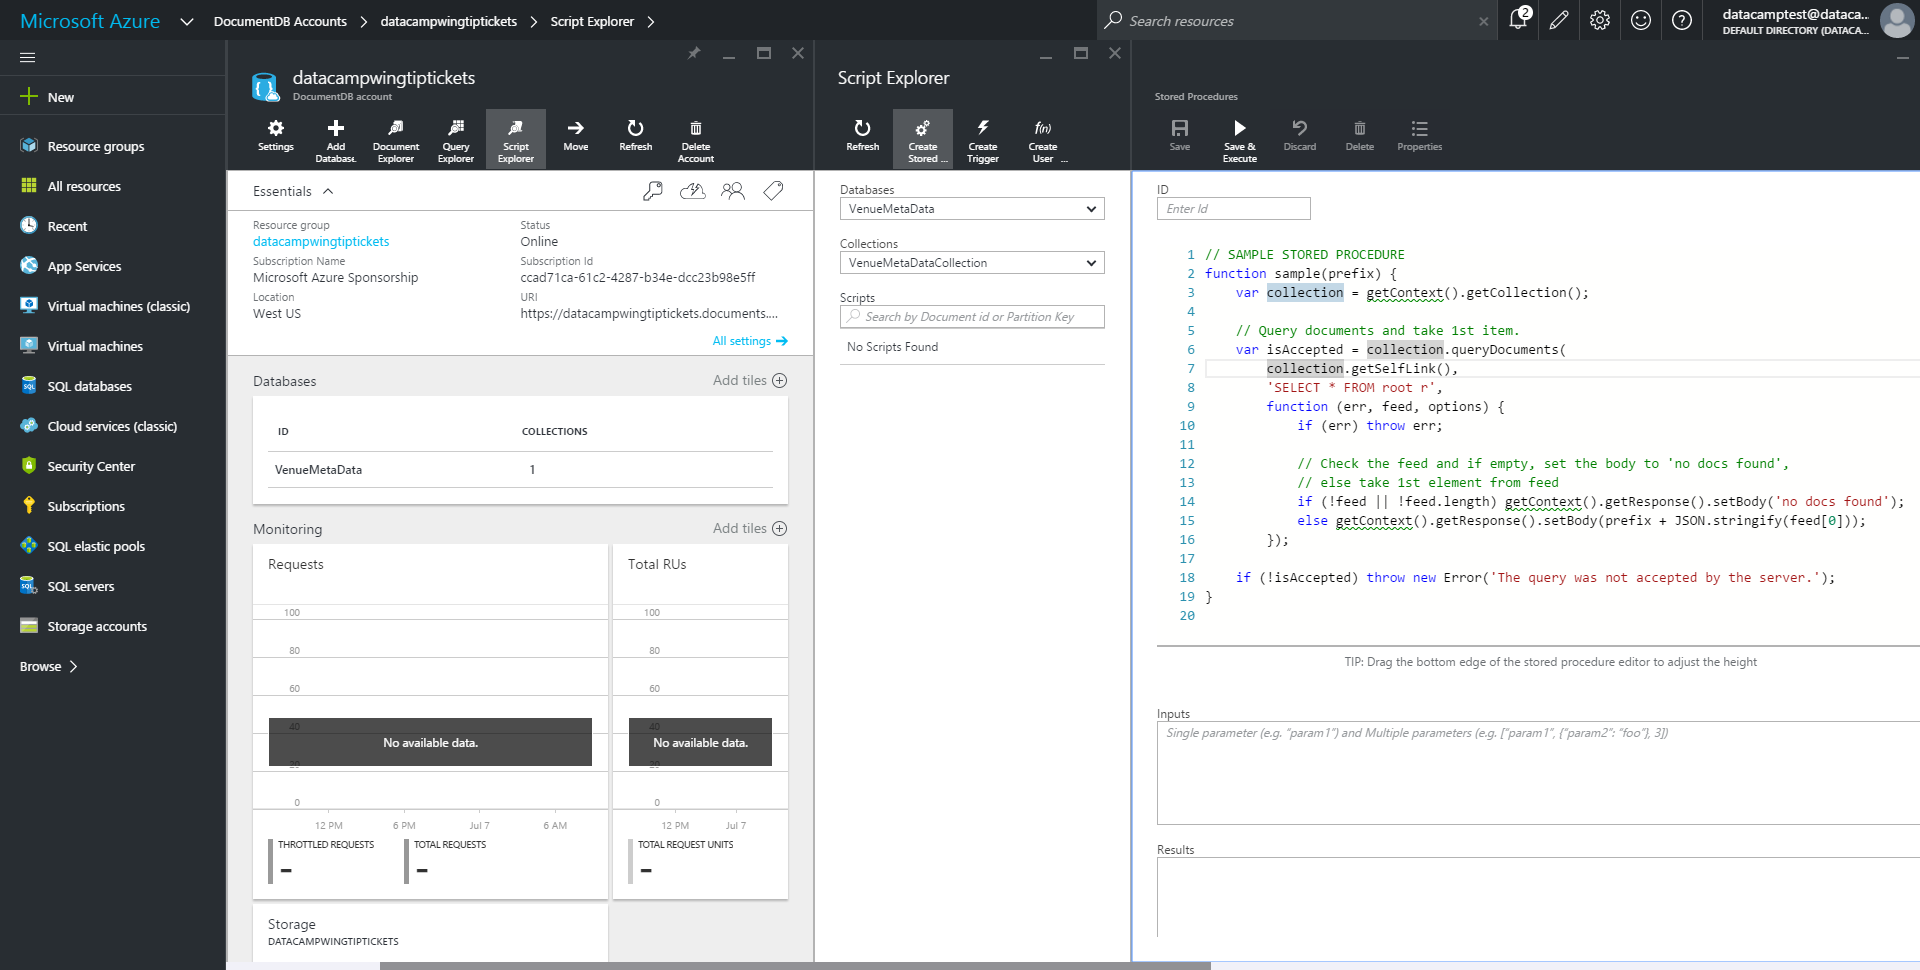 Microsoft Azure
DocumentDB Accounts
datacampwingtiptickets
Script Explorer
Search resources
2
datacamptest@dataca...
DEFAULT DIRECTORY (DATACA...
New
Resource groups
All resources
Recent
App Services
Virtual machines (classic)
Virtual machines
SQL databases
Cloud services (classic)
Security Center
Subscriptions
SQL elastic pools
SQL servers
Storage accounts
Browse
datacampwingtiptickets
DocumentDB account
Settings
Add
Database.
Document
Explorer
Query
Explorer
Script
Explorer
Move
Refresh
Delete
Account
Essentials
Resource group
datacampwingtiptickets
Subscription Name
Microsoft Azure Sponsorship
Location
West US
Status
Online
Subscription Id
ccad71ca-61c2-4287-b34e-dcc23b98e5ff
URI
https://datacampwingtiptickets.documents....
All settings
Databases
Add tiles
ID COLLECTIONS
VenueMetaData 1
Monitoring
Add tiles
Requests
100
80
60
40
No available data.
20
0
12 PM 6 PM Jul 7 6 AM
THROTTLED REQUESTS
-
TOTAL REQUESTS
-
Total RUs
100
80
60
40
No available data.
20
0
12 PM Jul 7
TOTAL REQUEST UNITS
-
Storage
DATACAMPWINGTIPTICKETS
Script Explorer
Refresh
Create
Stored ...
Create
Trigger
f(n)
Create
User ...
Databases
VenueMetaData
Collections
VenueMetaDataCollection
Scripts
Search by Document id or Partition Key
No Scripts Found
Stored Procedures
Save
Save &
Execute
Discard
Delete
Properties
ID
Enter Id
1 // SAMPLE STORED PROCEDURE
2 function sample(prefix) {
3 var collection = getContext().getCollection();
4
5 // Query documents and take 1st item.
6 var isAccepted = collection.queryDocuments(
7 collection.getSelfLink(),
8 'SELECT * FROM root r',
9 function (err, feed, options) {
10 if (err) throw err;
11
12 // Check the feed and if empty, set the body to 'no docs found',
13 // else take 1st element from feed
14 if (!feed || !feed.length) getContext().getResponse().setBody('no docs found');
15 else getContext().getResponse().setBody(prefix + JSON.stringify(feed[0]));
16 });
17
18 if (!isAccepted) throw new Error('The query was not accepted by the server.');
19 }
20
TIP: Drag the bottom edge of the stored procedure editor to adjust the height
Inputs
Single parameter (e.g. "param1") and Multiple parameters (e.g. ["param1", {"param2": "foo"}, 3])
Results